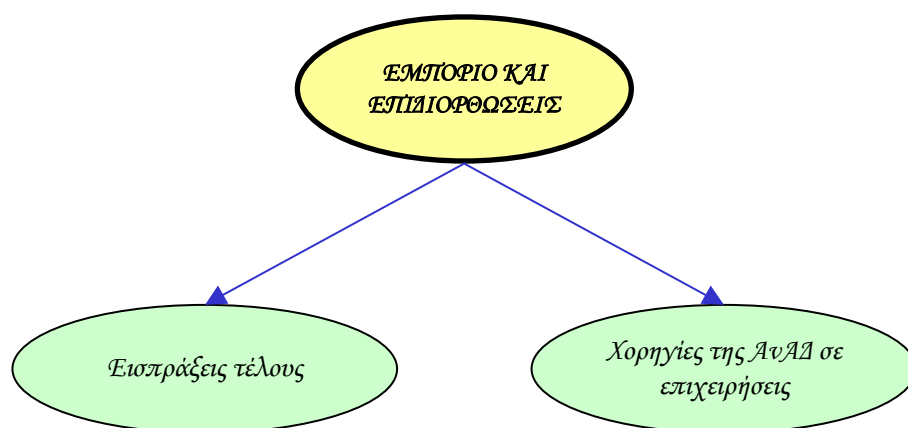 ΕΜΠΟΡΙΟ ΚΑΙ
ΕΠΙΔΙΟΡΘΩΣΕΙΣ
Εισπράξεις τέλους
Χορηγίες της ΑνΑΔ σε
επιχειρήσεις